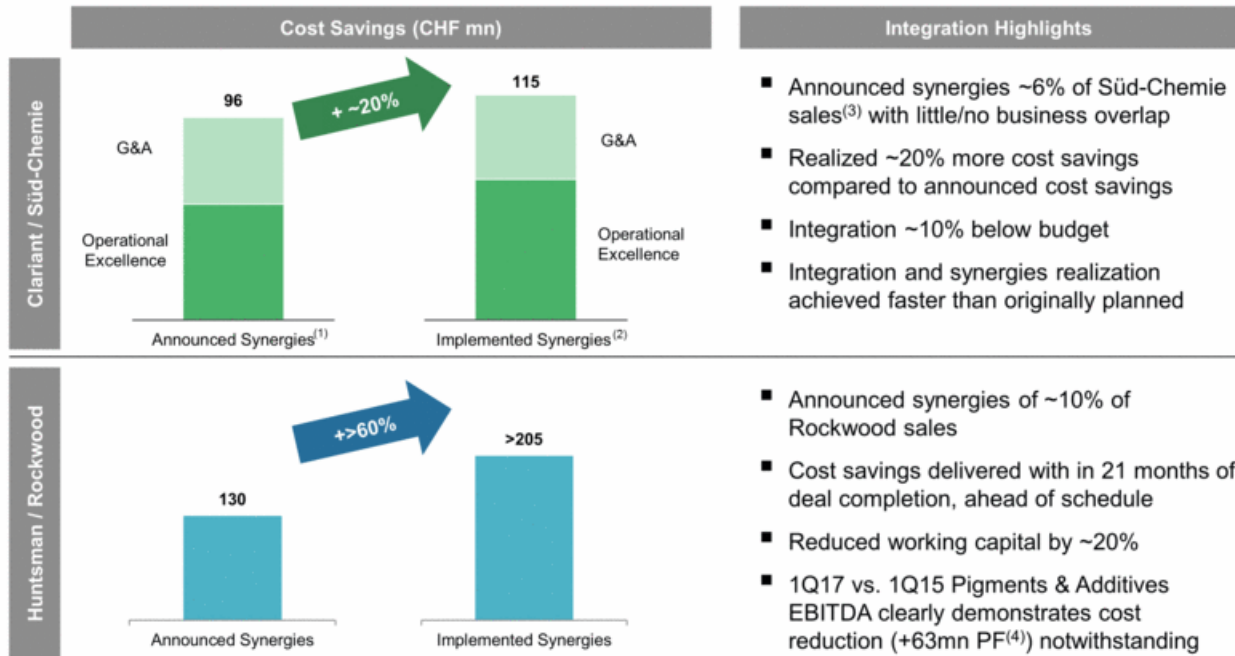 Cost Savings (CHF mn)
Integration Highlights
Clariant / Süd-Chemie
96
+ ~20%
115
G&A
G&A
Operational
Excellence
Operational
Excellence
Announced Synergies(1)
Implemented Synergies(2)
■ Announced synergies ~6% of Süd-Chemie
sales(3) with little/no business overlap
■ Realized ~20% more cost savings
compared to announced cost savings
■ Integration ~10% below budget
■ Integration and synergies realization
achieved faster than originally planned
Huntsman / Rockwood
130
+>60%
>205
Announced Synergies
Implemented Synergies
■ Announced synergies of ~10% of
Rockwood sales
■ Cost savings delivered with in 21 months of
deal completion, ahead of schedule
■ Reduced working capital by ~20%
■ 1Q17 vs. 1Q15 Pigments & Additives
EBITDA clearly demonstrates cost
reduction (+63mn PF(4)) notwithstanding